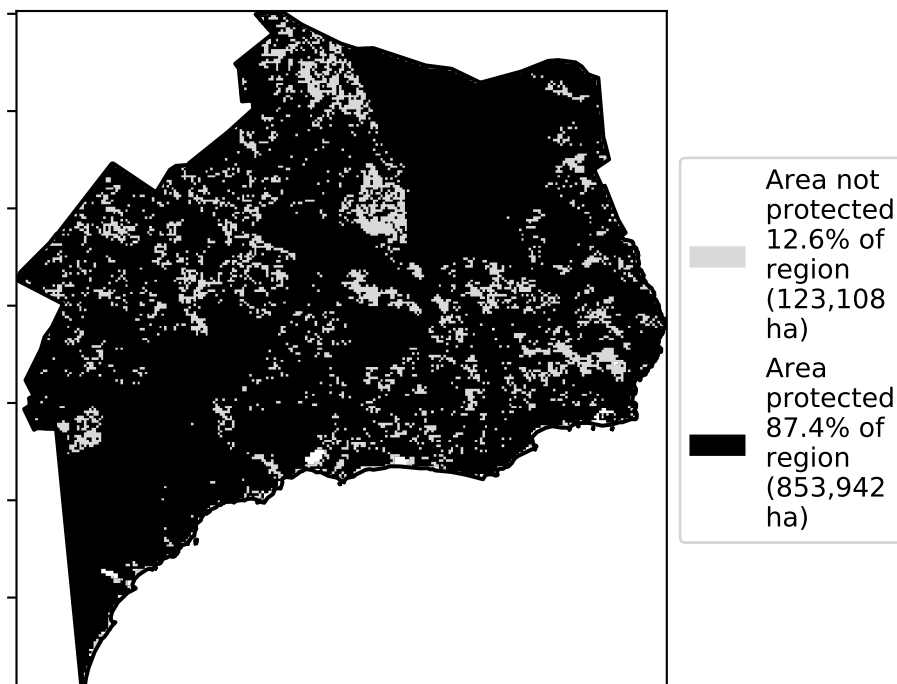 Area not
protected
12.6% of
region
(123,108
ha)
Area
protected
87.4% of
region
(853,942
ha)